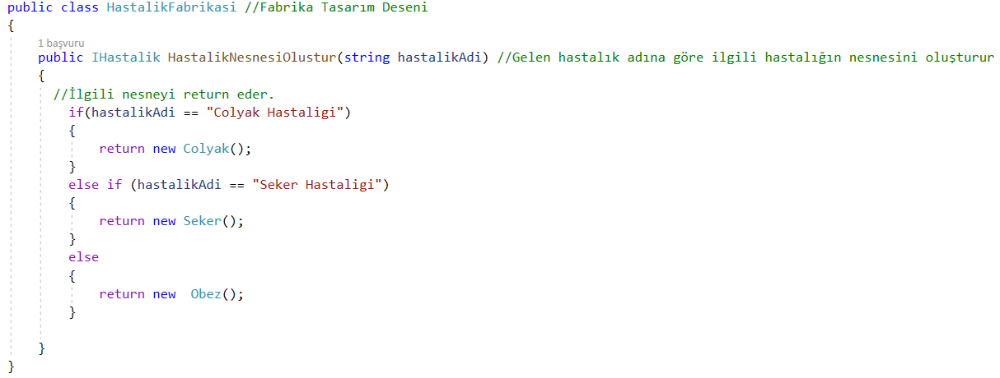 public class HastalikFabrikasi //Fabrika Tasarım Deseni
{
1 başvuru
public IHastalik HastalikNesnesiOlustur(string hastalikAdi) //Gelen hastalık adına göre ilgili hastalığın nesnesini oluşturur
{
//İlgili nesneyi return eder.
if(hastalikAdi == "Colyak Hastaligi")
{
return new Colyak();
}
else if (hastalikAdi == "Seker Hastaligi")
{
return new Seker();
}
else
{
return new  Obez();
}
}
}